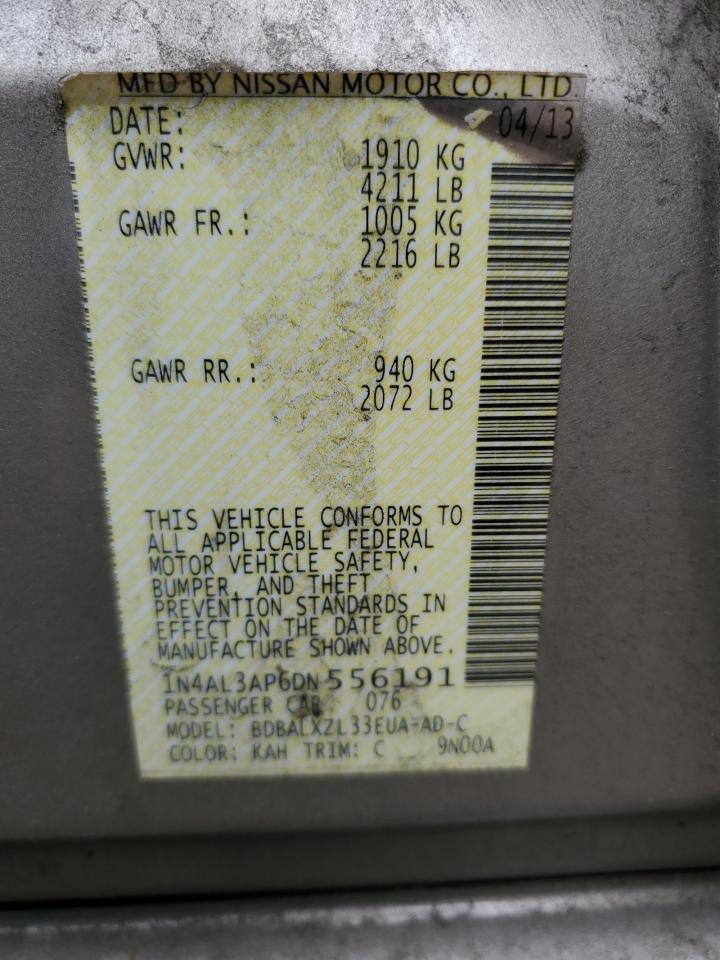 MFD BY NISSAN MOTOR CO., LTD
DATE: 04/13
GVWR: 1910 KG
4211 LB
GAWR FR.: 1005 KG
2216 LB
GAWR RR.: 940 KG
2072 LB
THIS VEHICLE CONFORMS TO
ALL APPLICABLE FEDERAL
MOTOR VEHICLE SAFETY,
BUMPER, AND THEFT
PREVENTION STANDARDS IN
EFFECT ON THE DATE OF
MANUFACTURE SHOWN ABOVE.
1N4AL3AP6DN556191
PASSENGER CAR 076
MODEL: BDBALXZL33EUA-AD-C
COLOR: KAH TRIM: C 9N00A